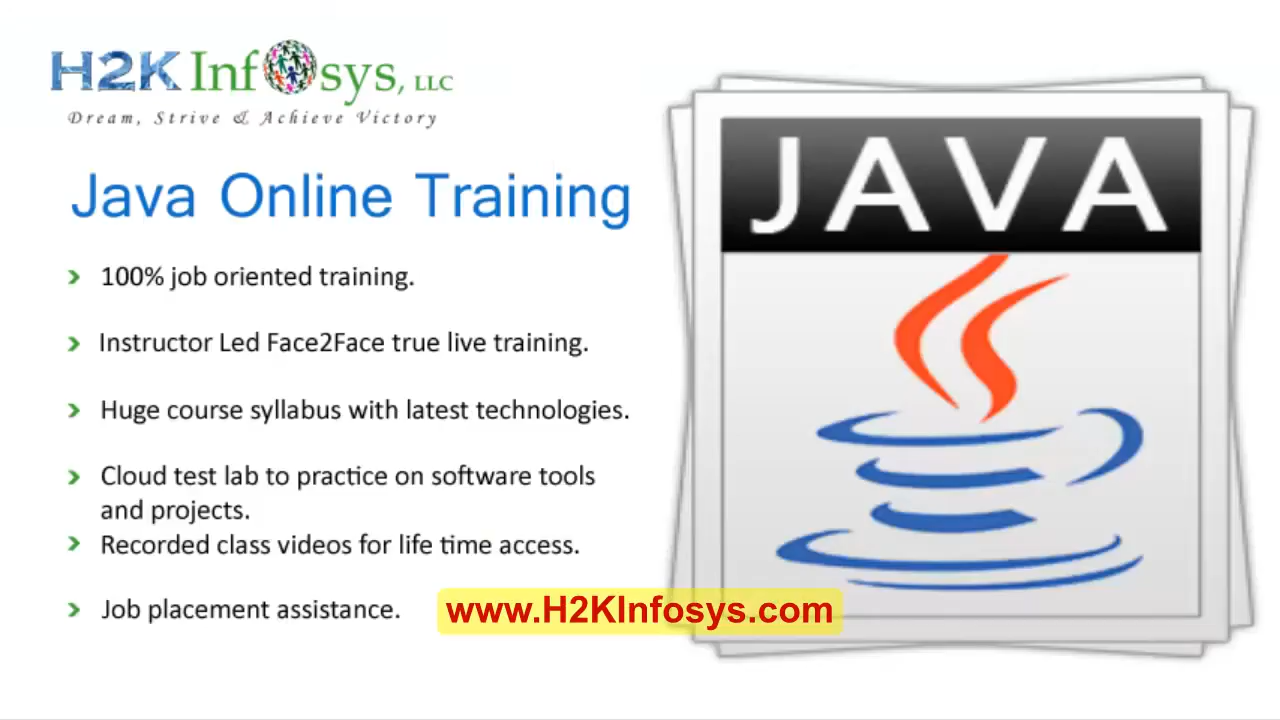 H2K Infosys, LLC
Dream, Strive & Achieve Victory
Java Online Training
100% job oriented training.
Instructor Led Face2Face true live training.
Huge course syllabus with latest technologies.
Cloud test lab to practice on software tools
and projects.
Recorded class videos for life time access.
Job placement assistance.
www.H2KInfosys.com
JAVA